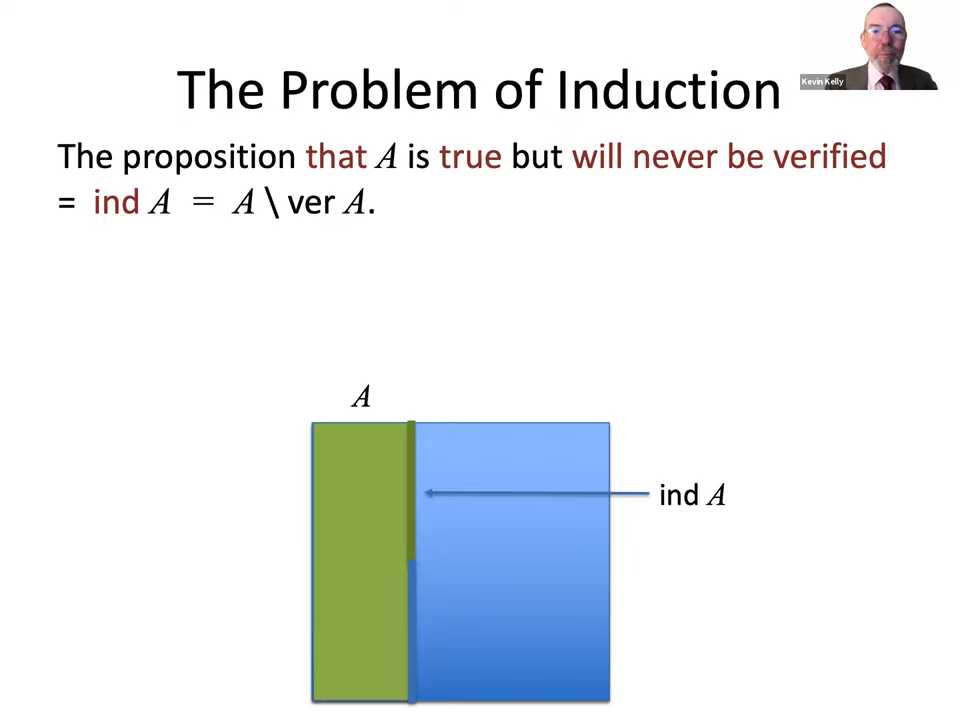 Kevin Kelly
The Problem of Induction
The proposition that A is true but will never be verified
= ind A = A \ ver A.
A
ind A